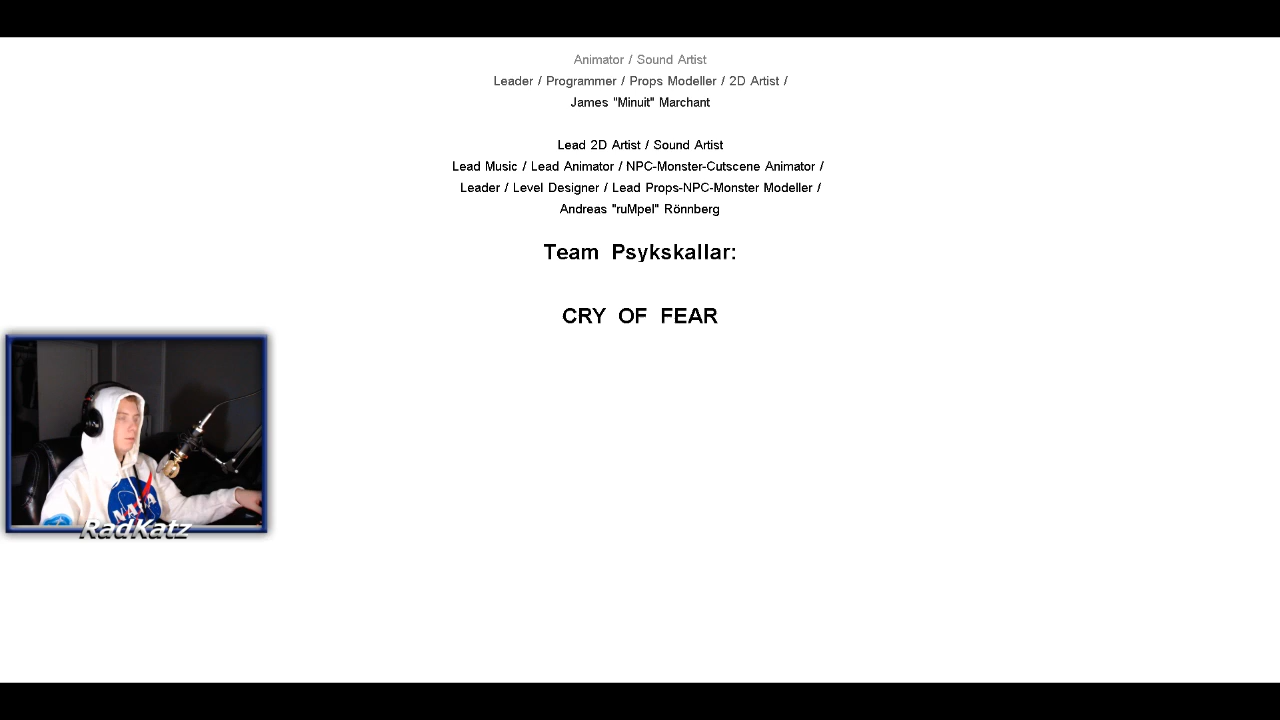 Animator / Sound Artist
Leader / Programmer / Props Modeller / 2D Artist /
James "Minuit" Marchant
Lead 2D Artist / Sound Artist
Lead Music / Lead Animator / NPC-Monster-Cutscene Animator /
Leader / Level Designer / Lead Props-NPC-Monster Modeller /
Andreas "ruMpel" Rönnberg
Team Psykskallar:
CRY OF FEAR
NASA
RadKatz